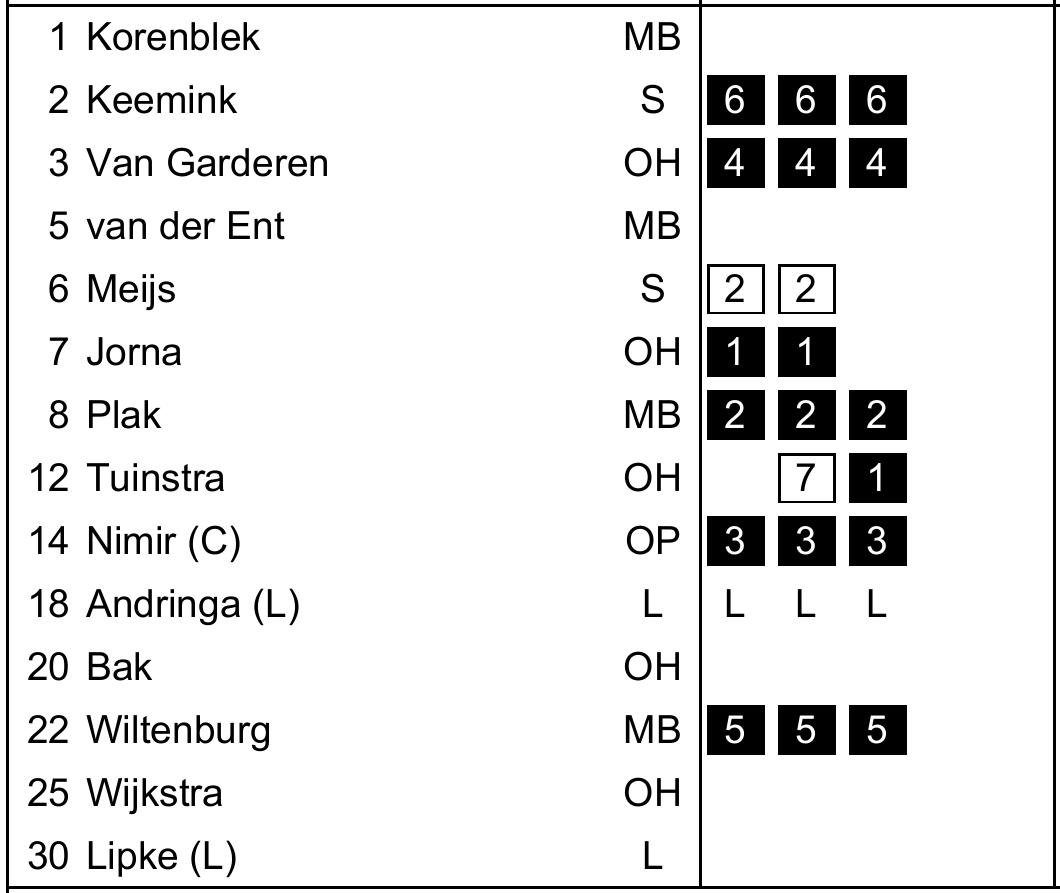 1 Korenblek MB
2 Keemink S 6 6 6
3 Van Garderen OH 4 4 4
5 van der Ent MB
6 Meijs S 2 2
7 Jorna OH 1 1
8 Plak MB 2 2 2
12 Tuinstra OH 7 1
14 Nimir (C) OP 3 3 3
18 Andringa (L) L L L L
20 Bak OH
22 Wiltenburg MB 5 5 5
25 Wijkstra OH
30 Lipke (L) L